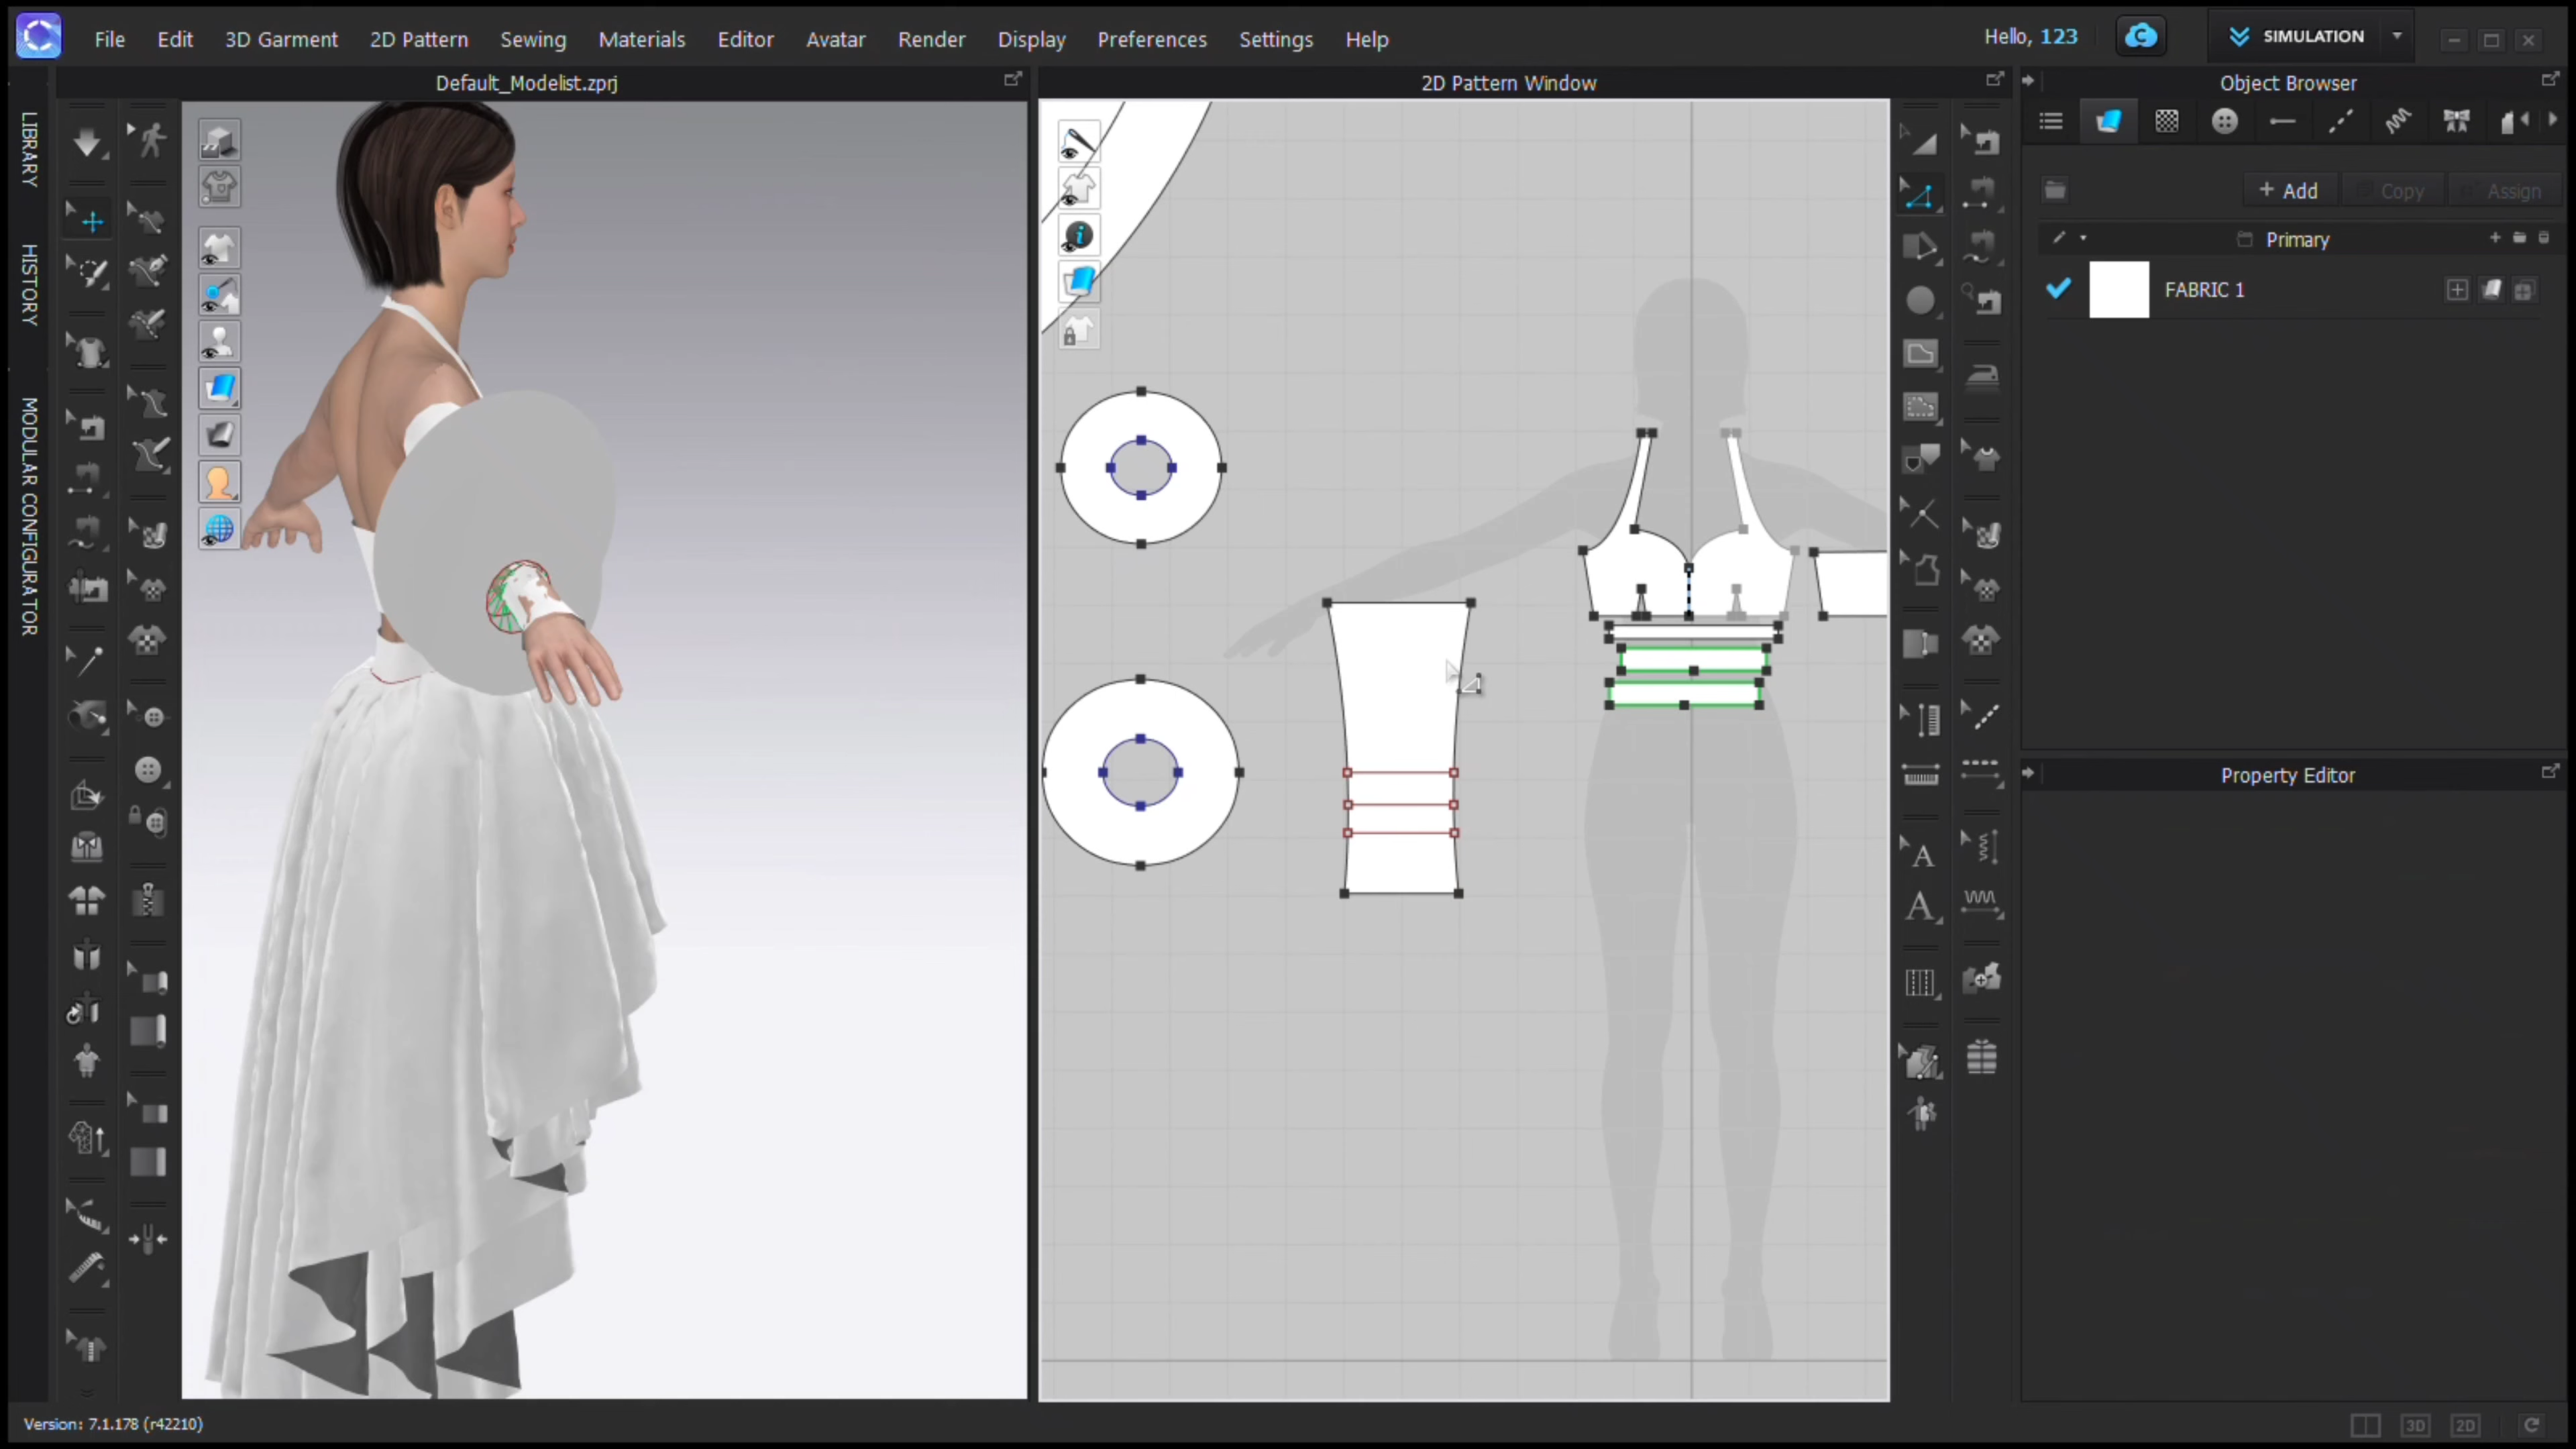 File Edit 3D Garment 2D Pattern Sewing Materials Editor Avatar Render Display Preferences Settings Help
Hello, 123
SIMULATION
Default_Modelist.zprj
2D Pattern Window
Object Browser
LIBRARY
HISTORY
MODULAR CONFIGURATOR
+ Add
Copy
Assign
Primary
FABRIC 1
Property Editor
A
A
Version: 7.1.178 (r42210)
3D
2D